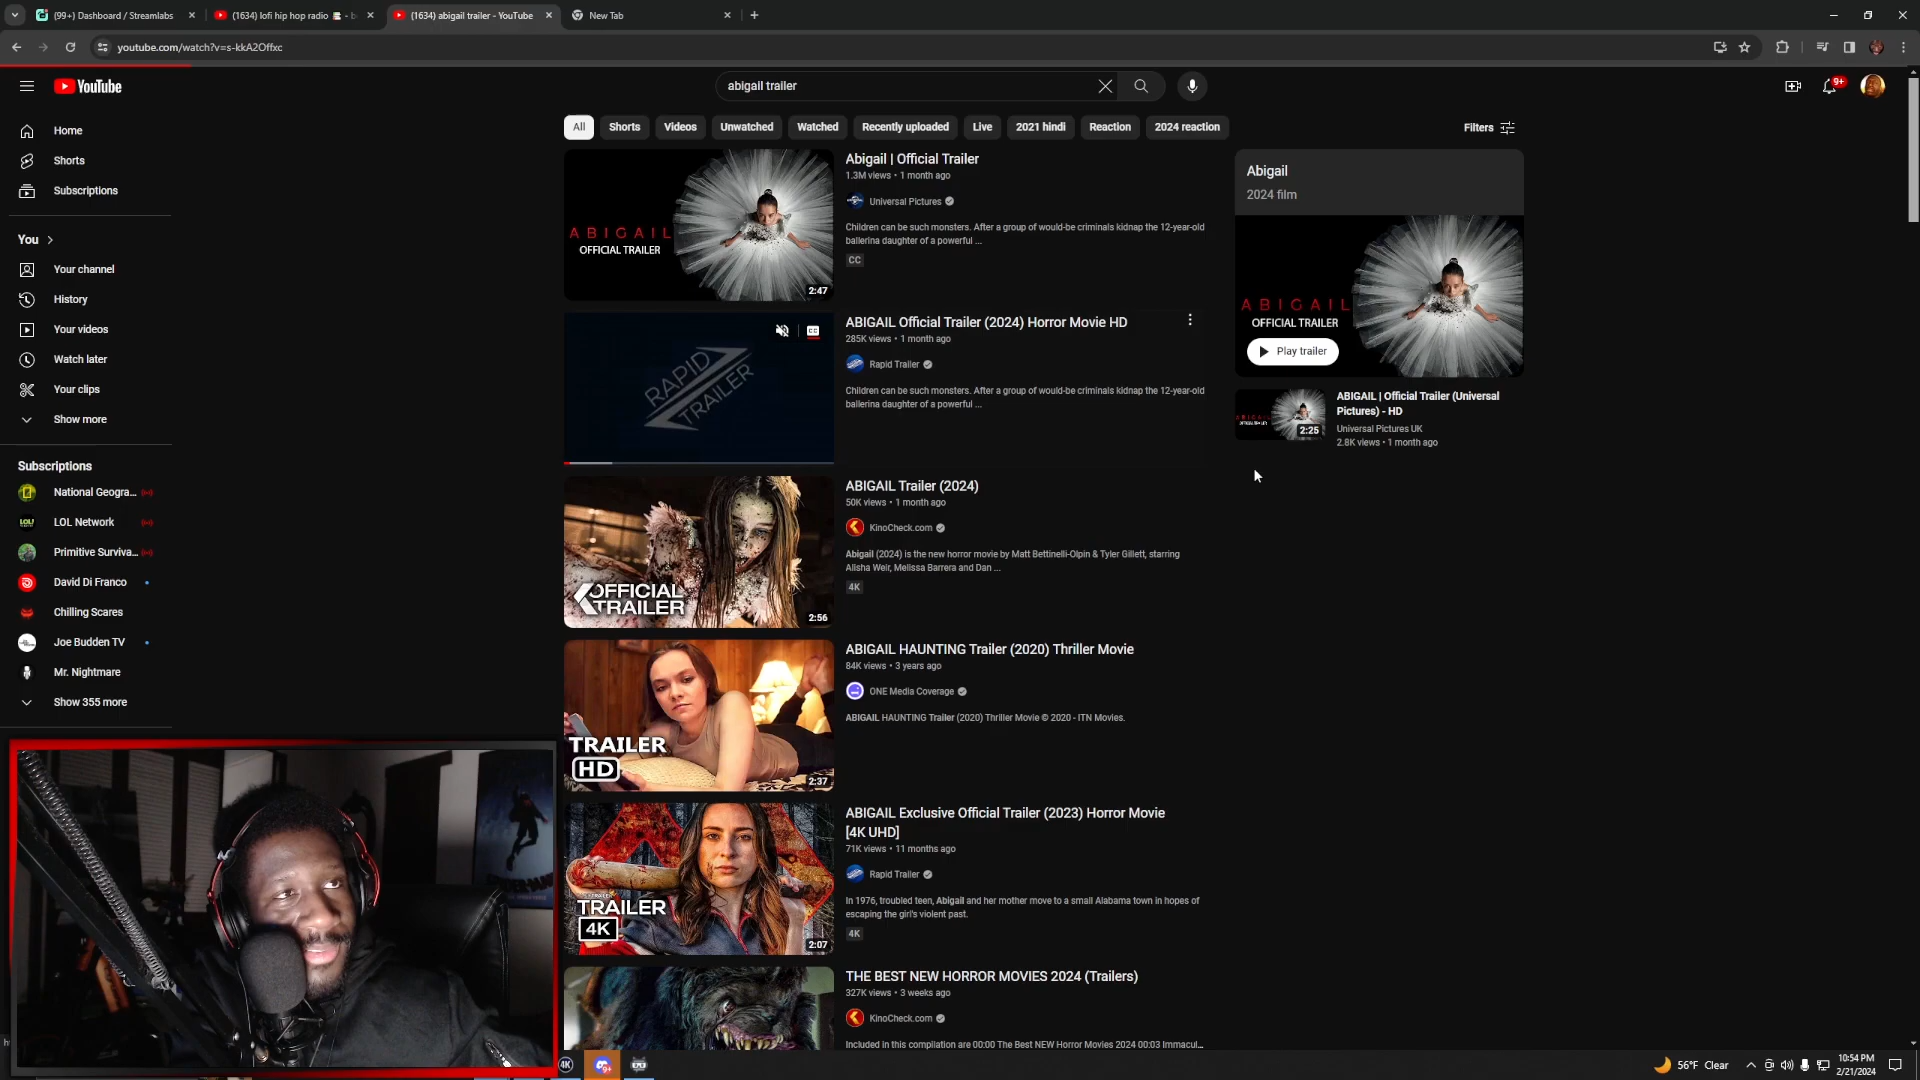 (99+) Dashboard / Streamlabs
(1634) lofi hip hop radio
(1634) abigail trailer - YouTube
New Tab
youtube.com/watch?v=s-kkA2Offxc
YouTube
abigail trailer
9+
Home
Shorts
Subscriptions
You
Your channel
History
Your videos
Watch later
Your clips
Show more
Subscriptions
National Geogra...
LOL Network
Primitive Surviva...
David Di Franco
Chilling Scares
Joe Budden TV
Mr. Nightmare
Show 355 more
All
Shorts
Videos
Unwatched
Watched
Recently uploaded
Live
2021 hindi
Reaction
2024 reaction
Filters
ABIGAIL
OFFICIAL TRAILER
2:47
Abigail | Official Trailer
1.3M views • 1 month ago
Universal Pictures
Children can be such monsters. After a group of would-be criminals kidnap the 12-year-old
ballerina daughter of a powerful ...
CC
RAPID
TRAILER
ABIGAIL Official Trailer (2024) Horror Movie HD
285K views • 1 month ago
Rapid Trailer
Children can be such monsters. After a group of would-be criminals kidnap the 12-year-old
ballerina daughter of a powerful ...
OFFICIAL
TRAILER
2:56
ABIGAIL Trailer (2024)
50K views • 1 month ago
KinoCheck.com
Abigail (2024) is the new horror movie by Matt Bettinelli-Olpin & Tyler Gillett, starring
Alisha Weir, Melissa Barrera and Dan ...
4K
TRAILER
HD
2:37
ABIGAIL HAUNTING Trailer (2020) Thriller Movie
84K views • 3 years ago
ONE Media Coverage
ABIGAIL HAUNTING Trailer (2020) Thriller Movie © 2020 - ITN Movies.
TRAILER
4K
2:07
ABIGAIL Exclusive Official Trailer (2023) Horror Movie
[4K UHD]
71K views • 11 months ago
Rapid Trailer
In 1976, troubled teen, Abigail and her mother move to a small Alabama town in hopes of
escaping the girl's violent past.
4K
THE BEST NEW HORROR MOVIES 2024 (Trailers)
327K views • 3 weeks ago
KinoCheck.com
Included in this compilation are 00:00 The Best NEW Horror Movies 2024 00:03 Immacul...
Abigail
2024 film
ABIGAIL
OFFICIAL TRAILER
Play trailer
2:25
ABIGAIL | Official Trailer (Universal
Pictures) - HD
Universal Pictures UK
2.8K views • 1 month ago
4K
9+
56°F Clear
10:54 PM
2/21/2024